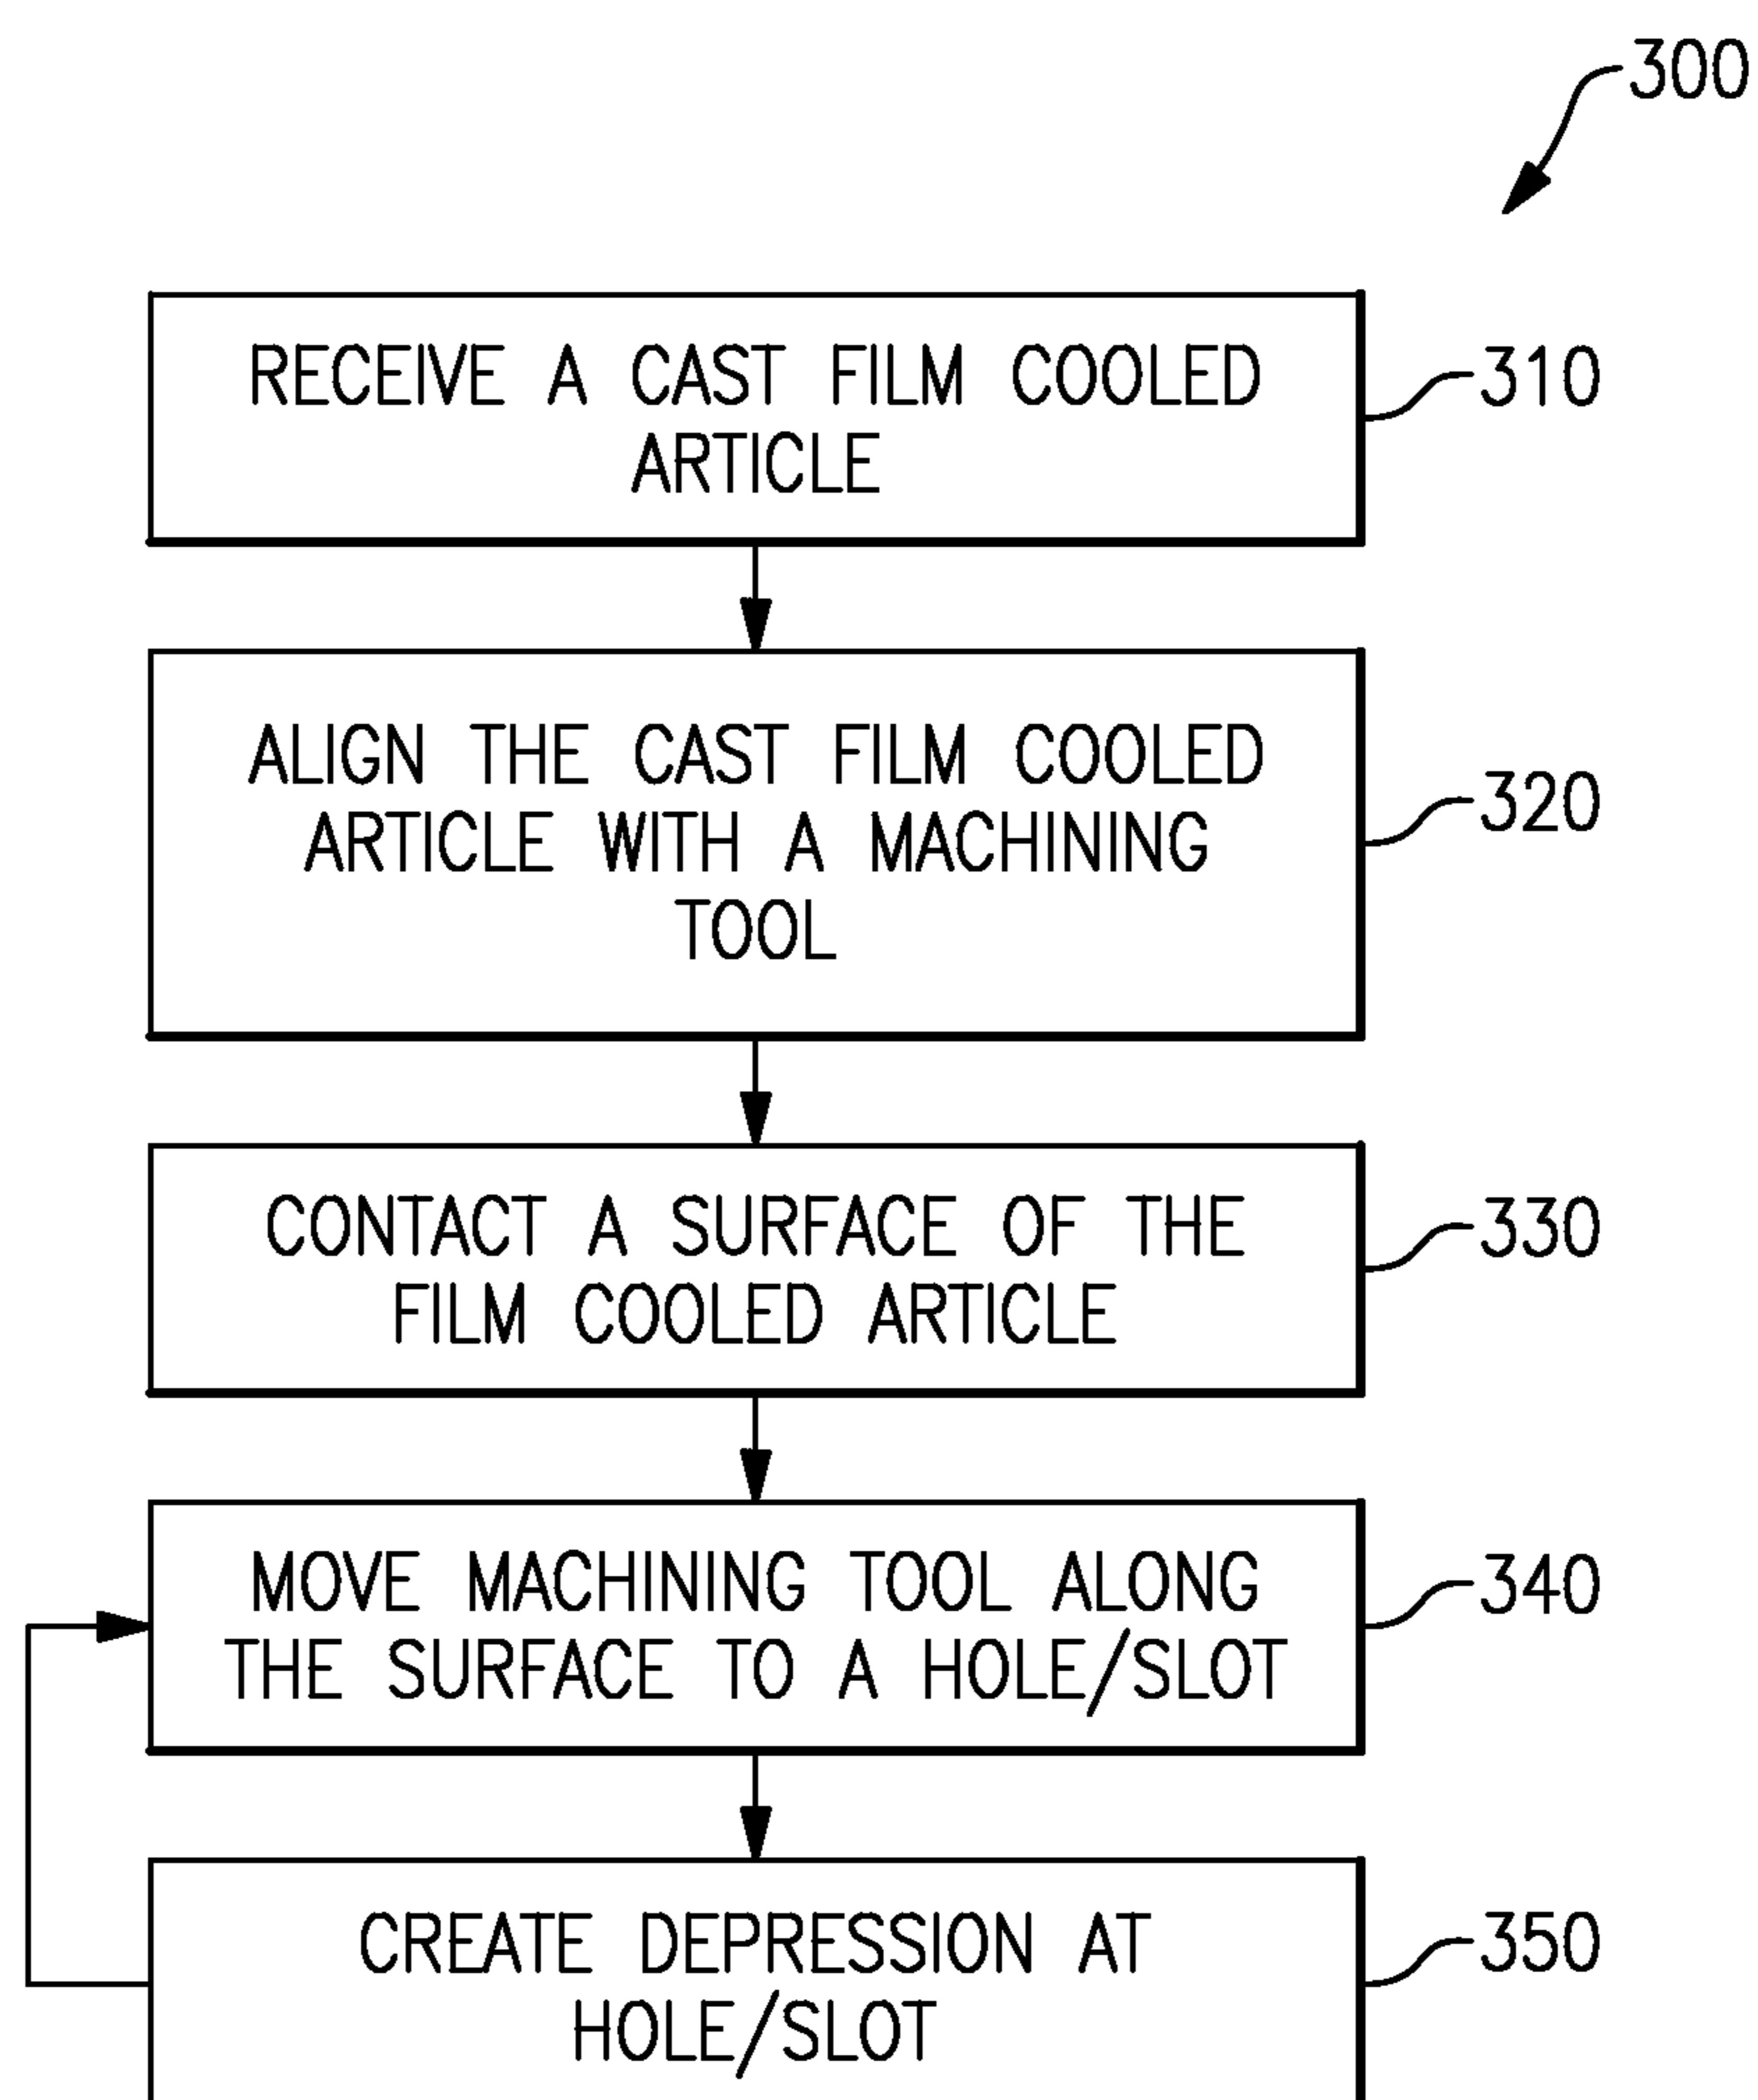 300
RECEIVE A CAST FILM COOLED
ARTICLE
310
ALIGN THE CAST FILM COOLED
ARTICLE WITH A MACHINING
TOOL
320
CONTACT A SURFACE OF THE
FILM COOLED ARTICLE
330
MOVE MACHINING TOOL ALONG
THE SURFACE TO A HOLE/SLOT
340
CREATE DEPRESSION AT
HOLE/SLOT
350